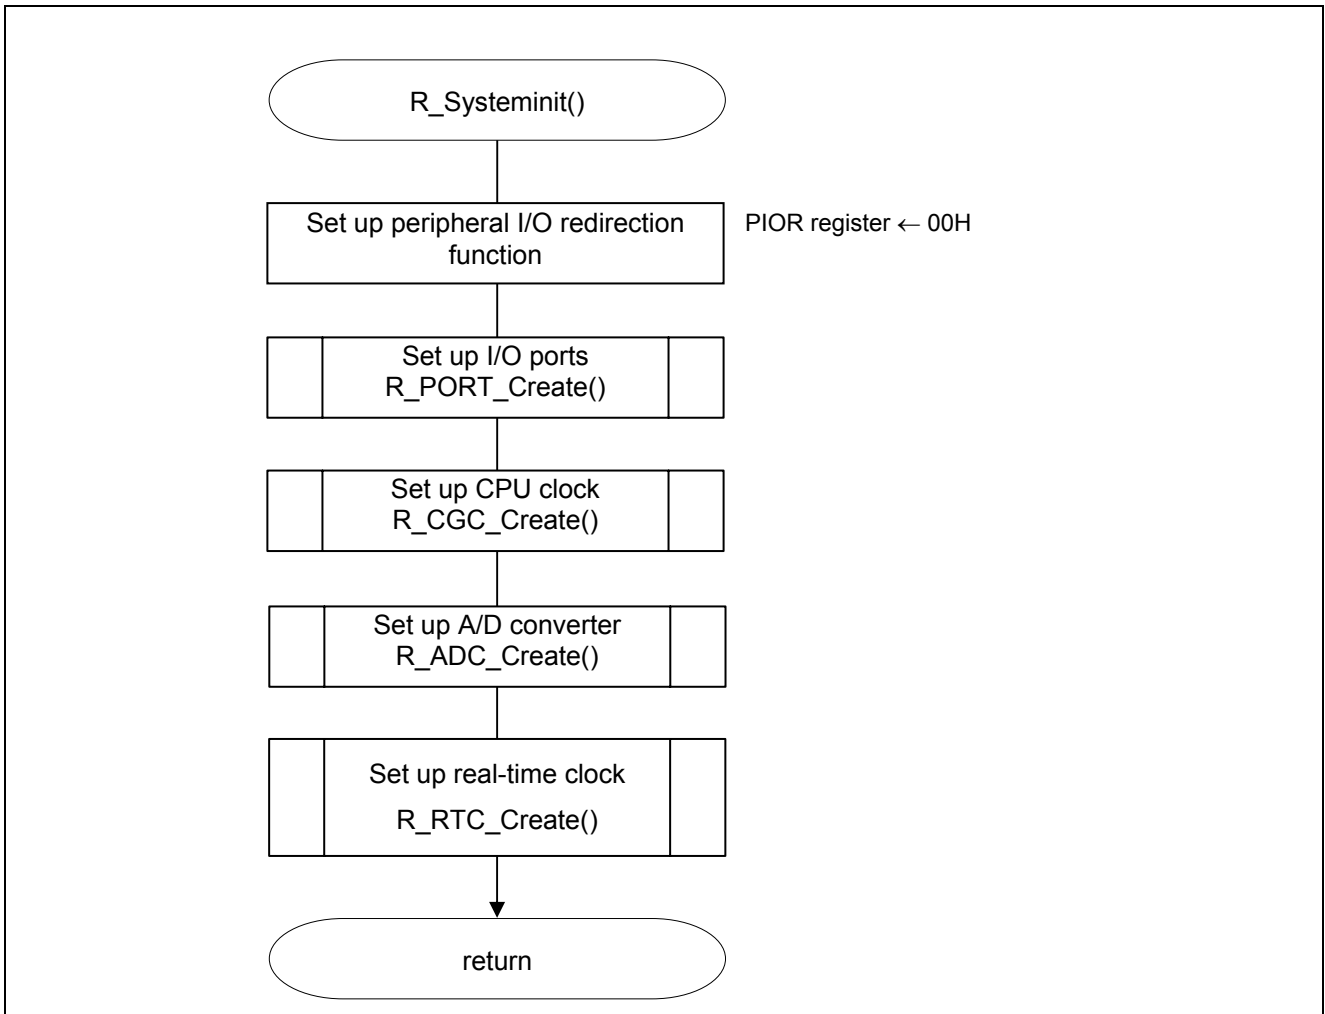 R_Systeminit()
Set up peripheral I/O redirection
function
PIOR register ← 00H
Set up I/O ports
R_PORT_Create()
Set up CPU clock
R_CGC_Create()
Set up A/D converter
R_ADC_Create()
Set up real-time clock
R_RTC_Create()
return